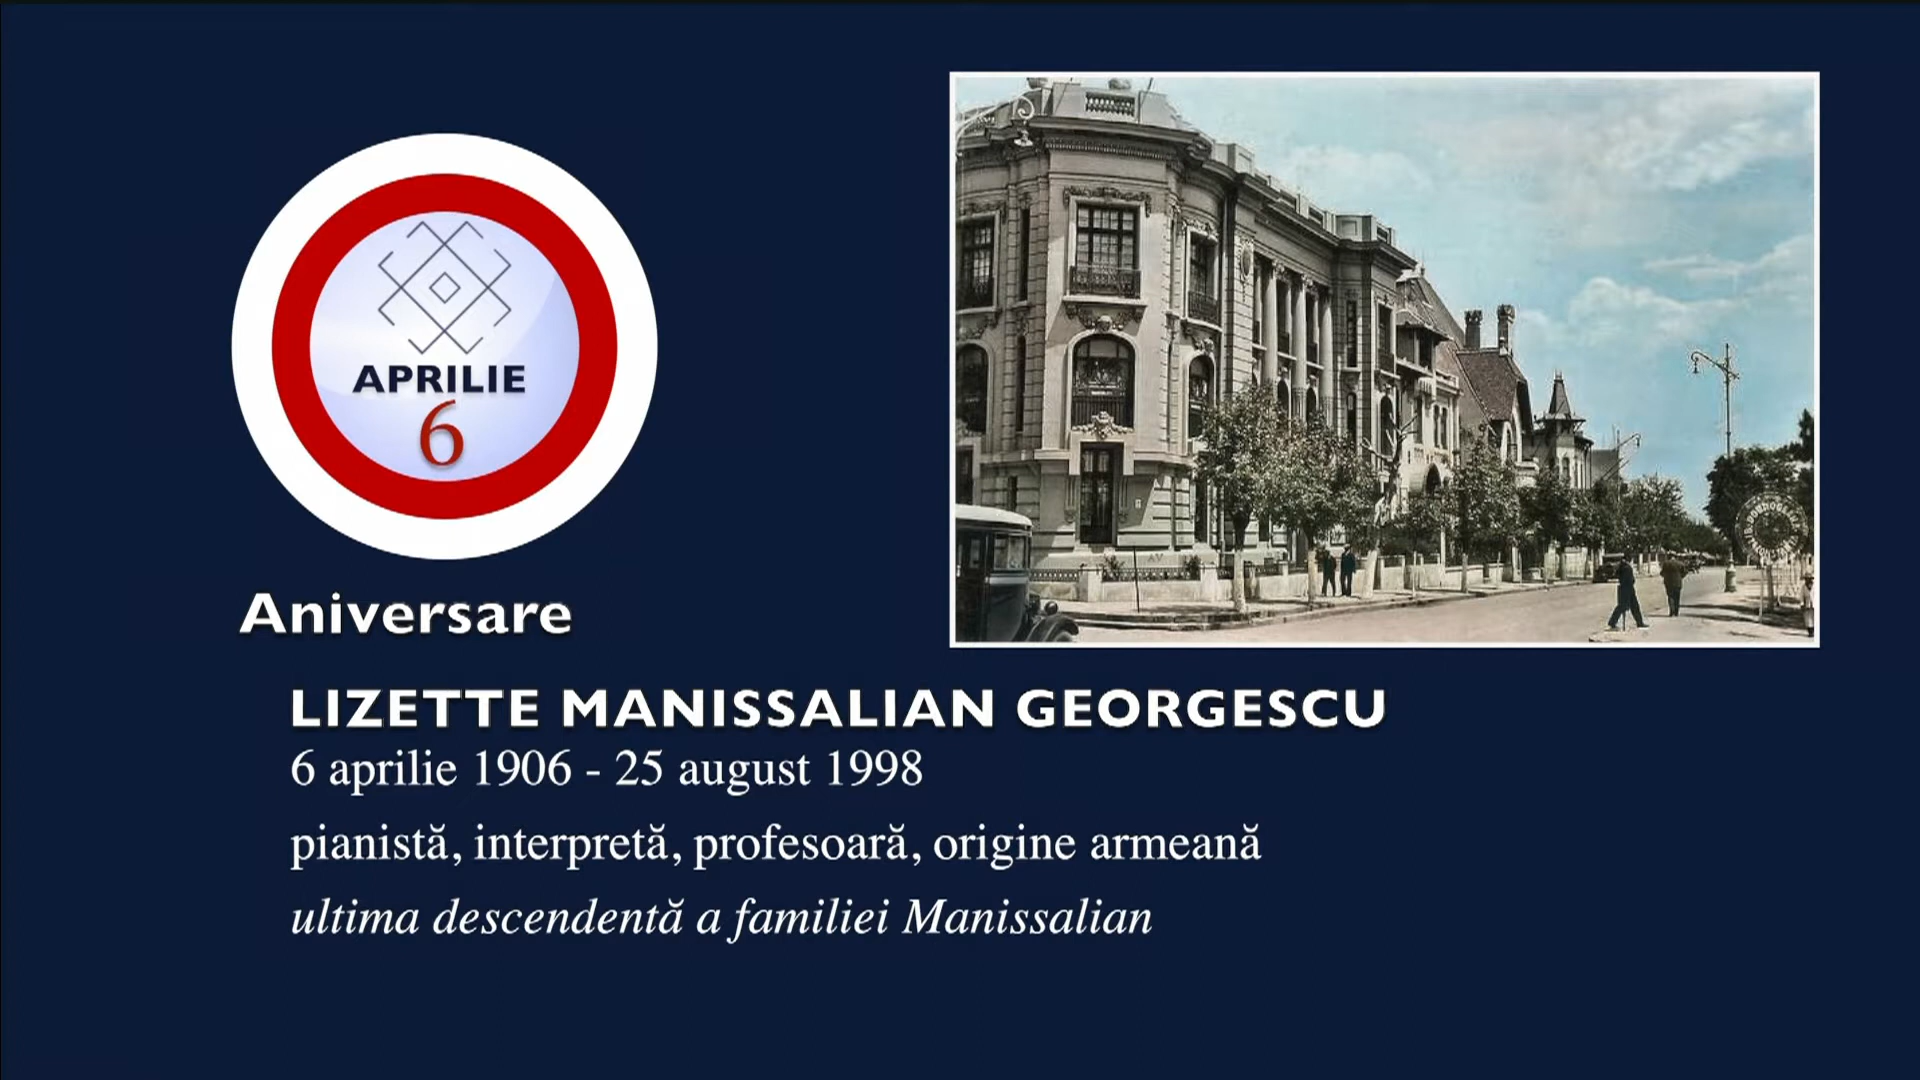 APRILIE
6
Aniversare
LIZETTE MANISSALIAN GEORGESCU
6 aprilie 1906 - 25 august 1998
pianistă, interpretă, profesoară, origine armeană
ultima descendentă a familiei Manissalian